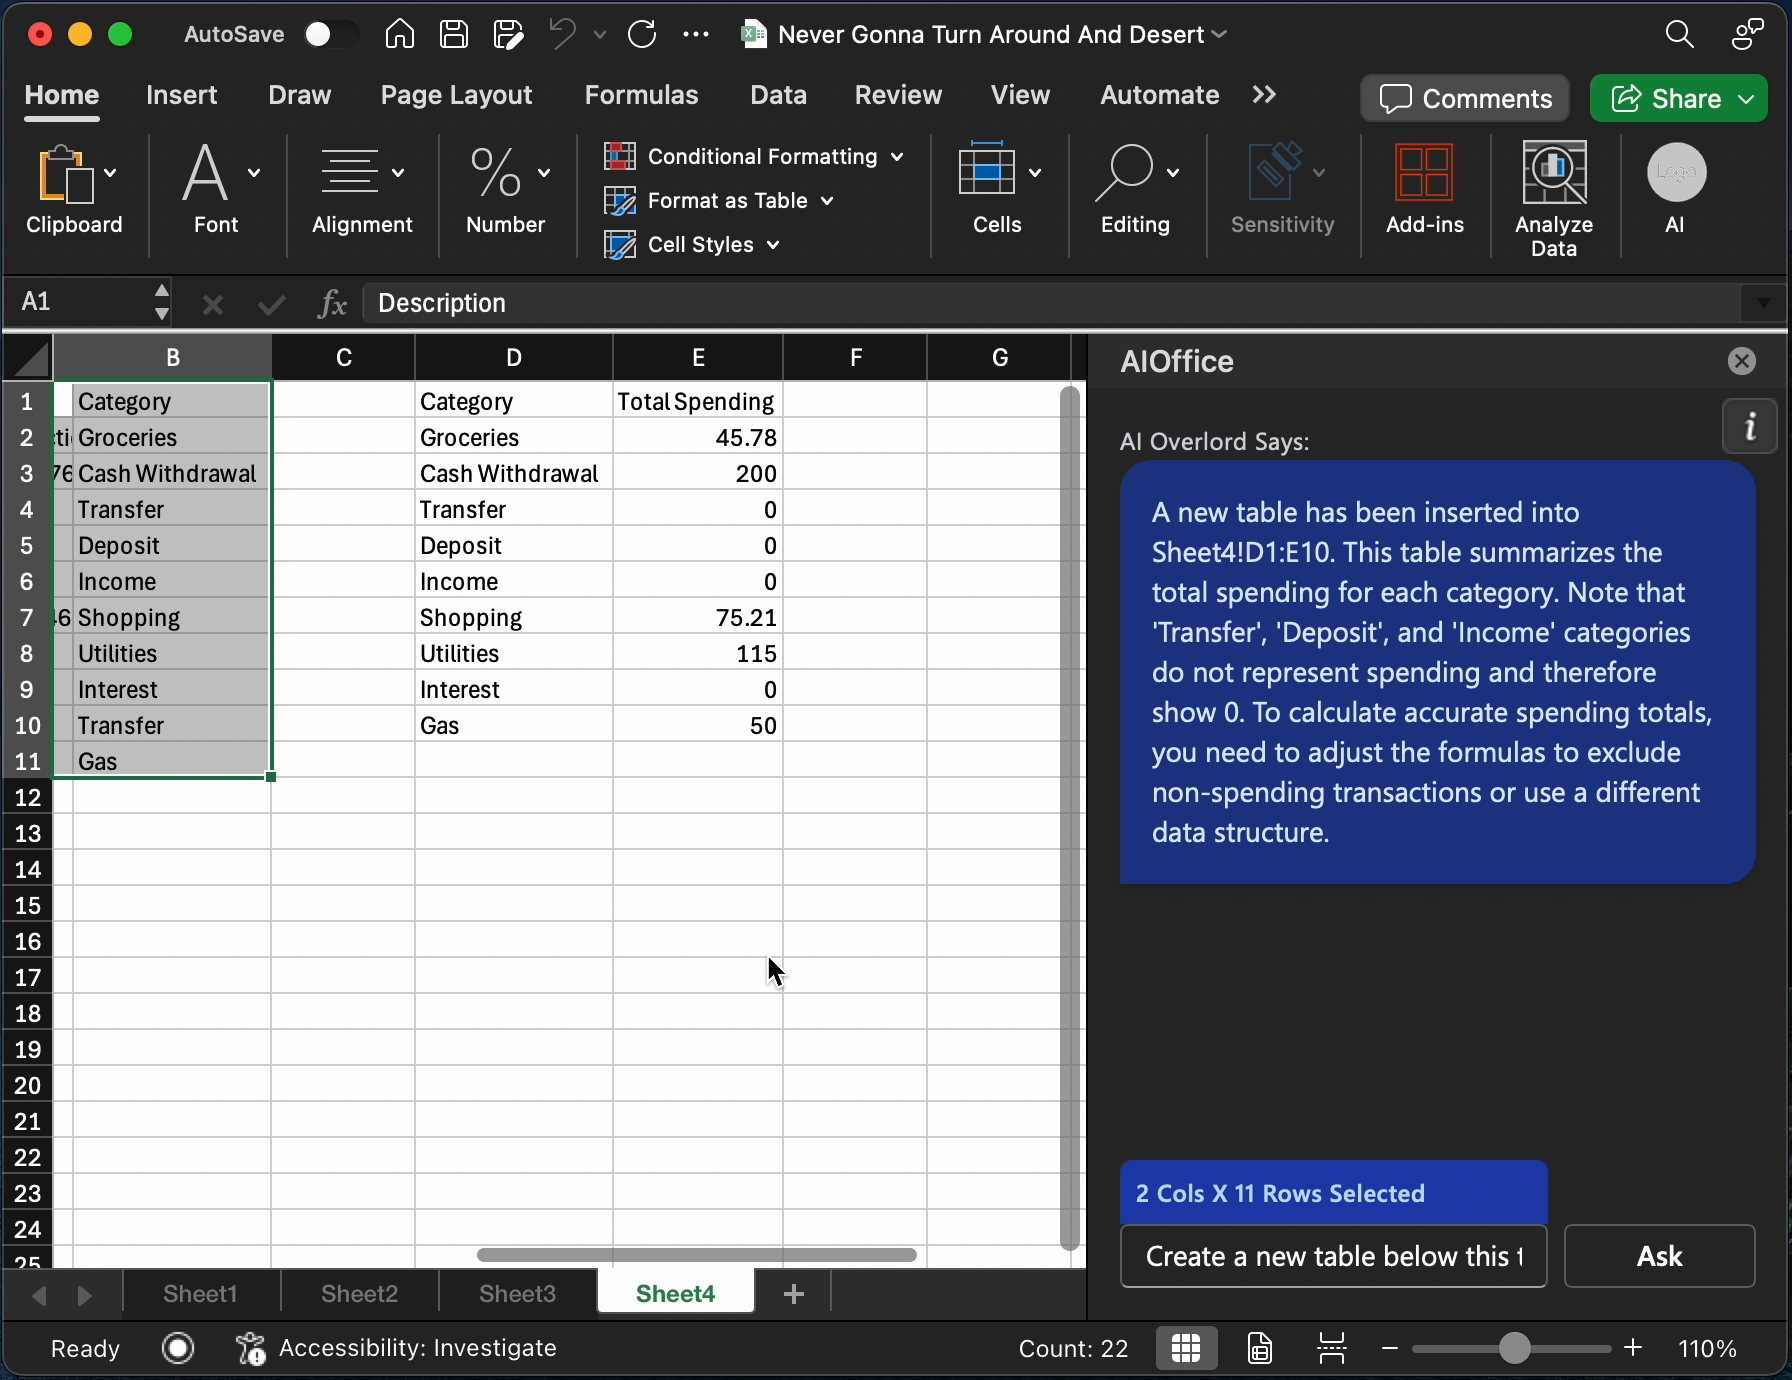 AutoSave
Never Gonna Turn Around And Desert
Home Insert Draw Page Layout Formulas Data Review View Automate Comments Share
Clipboard
Font
Alignment
%
Number
Conditional Formatting
Format as Table
Cell Styles
Cells
Editing
Sensitivity
Add-ins
Analyze
Data
Logo
AI
A1 fx Description
B C D E F G
1 Category Category Total Spending
2 cti Groceries Groceries 45.78
3 76 Cash Withdrawal Cash Withdrawal 200
4 Transfer Transfer 0
5 Deposit Deposit 0
6 Income Income 0
7 46 Shopping Shopping 75.21
8 Utilities Utilities 115
9 Interest Interest 0
10 Transfer Gas 50
11 Gas
12
13
14
15
16
17
18
19
20
21
22
23
24
25
AIOffice
i
AI Overlord Says:
A new table has been inserted into
Sheet4!D1:E10. This table summarizes the
total spending for each category. Note that
'Transfer', 'Deposit', and 'Income' categories
do not represent spending and therefore
show 0. To calculate accurate spending totals,
you need to adjust the formulas to exclude
non-spending transactions or use a different
data structure.
2 Cols X 11 Rows Selected
Create a new table below this t
Ask
Sheet1 Sheet2 Sheet3 Sheet4 +
Ready Accessibility: Investigate Count: 22 110%